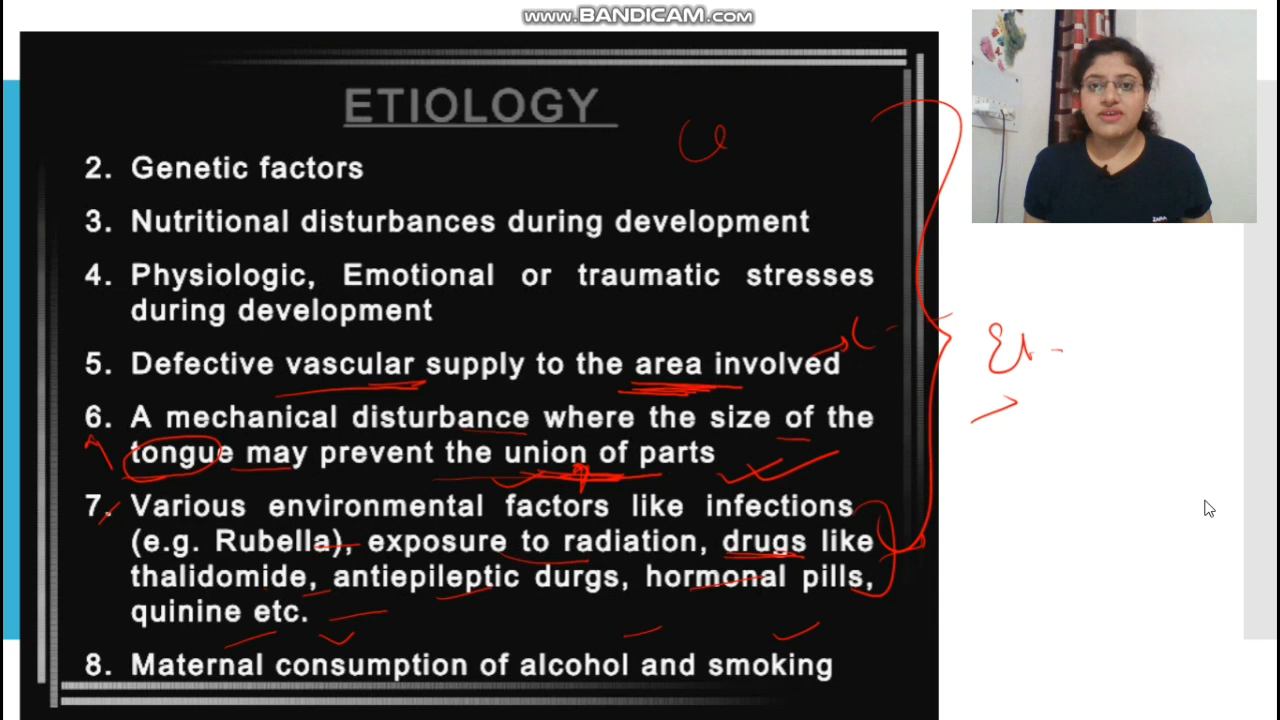 www.BANDICAM.com
ETIOLOGY
2. Genetic factors
3. Nutritional disturbances during development
4. Physiologic, Emotional or traumatic stresses
during development
5. Defective vascular supply to the area involved
6. A mechanical disturbance where the size of the
tongue may prevent the union of parts
7. Various environmental factors like infections
(e.g. Rubella), exposure to radiation, drugs like
thalidomide, antiepileptic durgs, hormonal pills,
quinine etc.
8. Maternal consumption of alcohol and smoking
ZARA